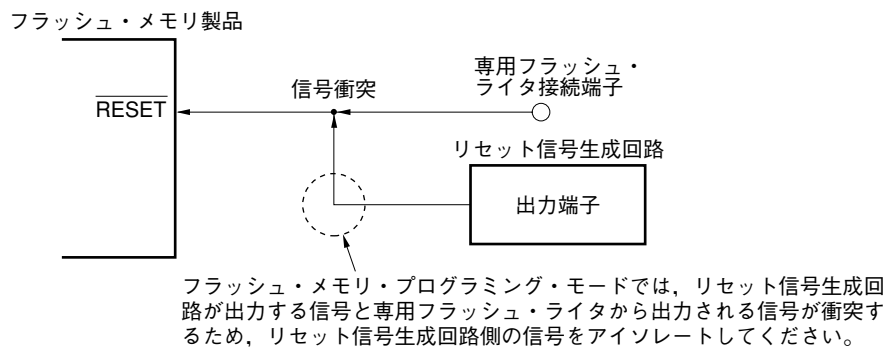 フラッシュ・メモリ製品
専用フラッシュ・
ライタ接続端子
信号衝突
RESET
リセット信号生成回路
出力端子
フラッシュ・メモリ・プログラミング・モードでは，リセット信号生成回
路が出力する信号と専用フラッシュ・ライタから出力される信号が衝突す
るため，リセット信号生成回路側の信号をアイソレートしてください。